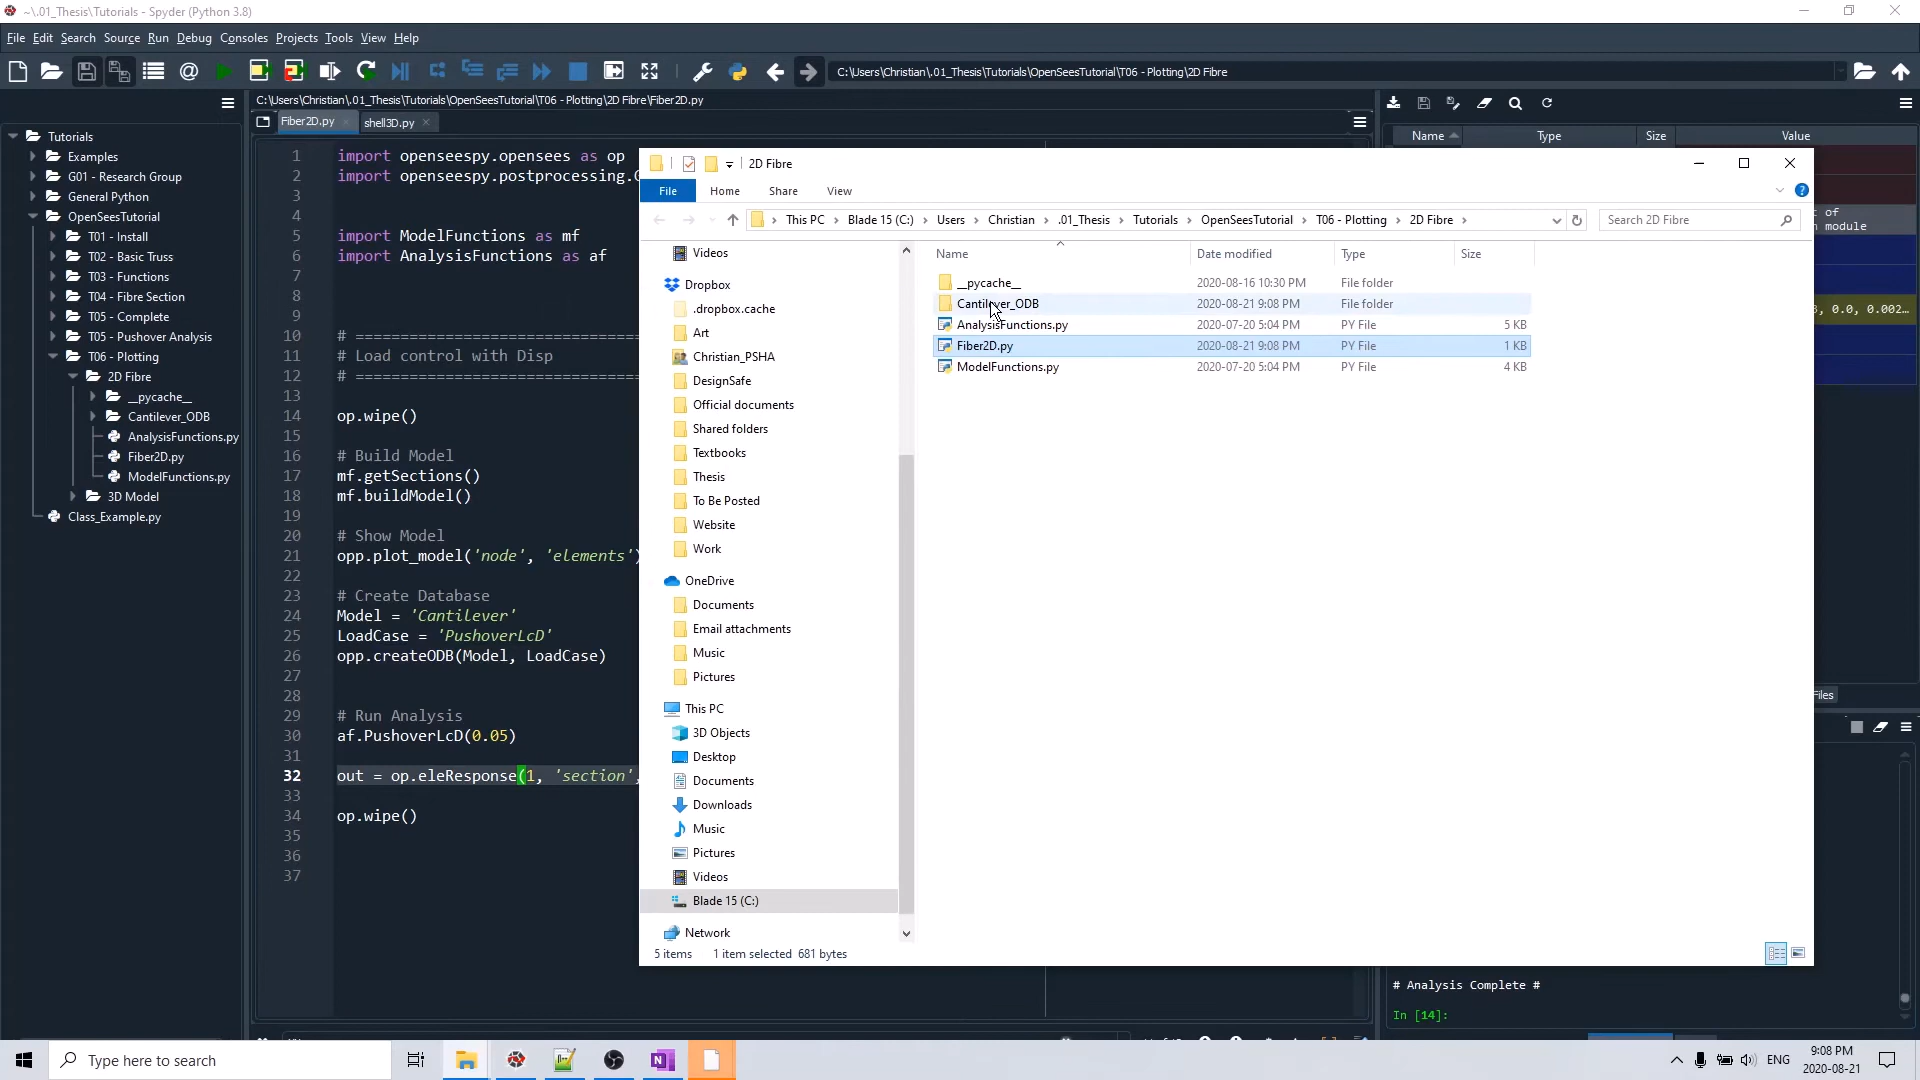 ~\.01_Thesis\Tutorials - Spyder (Python 3.8)
File Edit Search Source Run Debug Consoles Projects Tools View Help
C:\Users\Christian\.01_Thesis\Tutorials\OpenSeesTutorial\T06 - Plotting\2D Fibre
C:\Users\Christian\.01_Thesis\Tutorials\OpenSeesTutorial\T06 - Plotting\2D Fibre\Fiber2D.py
Fiber2D.py shell3D.py
Tutorials
Examples
G01 - Research Group
General Python
OpenSeesTutorial
T01 - Install
T02 - Basic Truss
T03 - Functions
T04 - Fibre Section
T05 - Complete
T05 - Pushover Analysis
T06 - Plotting
2D Fibre
__pycache__
Cantilever_ODB
AnalysisFunctions.py
Fiber2D.py
ModelFunctions.py
3D Model
Class_Example.py
1 import openseespy.opensees as op
2 import openseespy.postprocessing.
3
4
5 import ModelFunctions as mf
6 import AnalysisFunctions as af
7
8
9
10 # ================================
11 # Load control with Disp
12 # ================================
13
14 op.wipe()
15
16 # Build Model
17 mf.getSections()
18 mf.buildModel()
19
20 # Show Model
21 opp.plot_model('node', 'elements')
22
23 # Create Database
24 Model = 'Cantilever'
25 LoadCase = 'PushoverLcD'
26 opp.createODB(Model, LoadCase)
27
28
29 # Run Analysis
30 af.PushoverLcD(0.05)
31
32 out = op.eleResponse(1, 'section',
33
34 op.wipe()
35
36
37
2D Fibre
File Home Share View
This PC Blade 15 (C:) Users Christian .01_Thesis Tutorials OpenSeesTutorial T06 - Plotting 2D Fibre
Search 2D Fibre
Videos
Dropbox
.dropbox.cache
Art
Christian_PSHA
DesignSafe
Official documents
Shared folders
Textbooks
Thesis
To Be Posted
Website
Work
OneDrive
Documents
Email attachments
Music
Pictures
This PC
3D Objects
Desktop
Documents
Downloads
Music
Pictures
Videos
Blade 15 (C:)
Network
Name Date modified Type Size
__pycache__ 2020-08-16 10:30 PM File folder
Cantilever_ODB 2020-08-21 9:08 PM File folder
AnalysisFunctions.py 2020-07-20 5:04 PM PY File 5 KB
Fiber2D.py 2020-08-21 9:08 PM PY File 1 KB
ModelFunctions.py 2020-07-20 5:04 PM PY File 4 KB
5 items 1 item selected 681 bytes
Name Type Size Value
of
module
, 0.0, 0.002...
Files
# Analysis Complete #
In [14]:
Type here to search
ENG
9:08 PM
2020-08-21